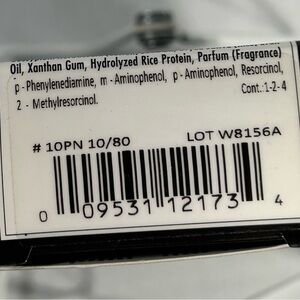 Oil, Xanthan Gum, Hydrolyzed Rice Protein, Parfum (Fragrance)
p - Phenylenediamine, m - Aminophenol, p - Aminophenol, Resorcinol,
2 - Methylresorcinol. Cont.: 1-2-4
# 10PN 10/80 LOT W8156A
0 09531 12173 4